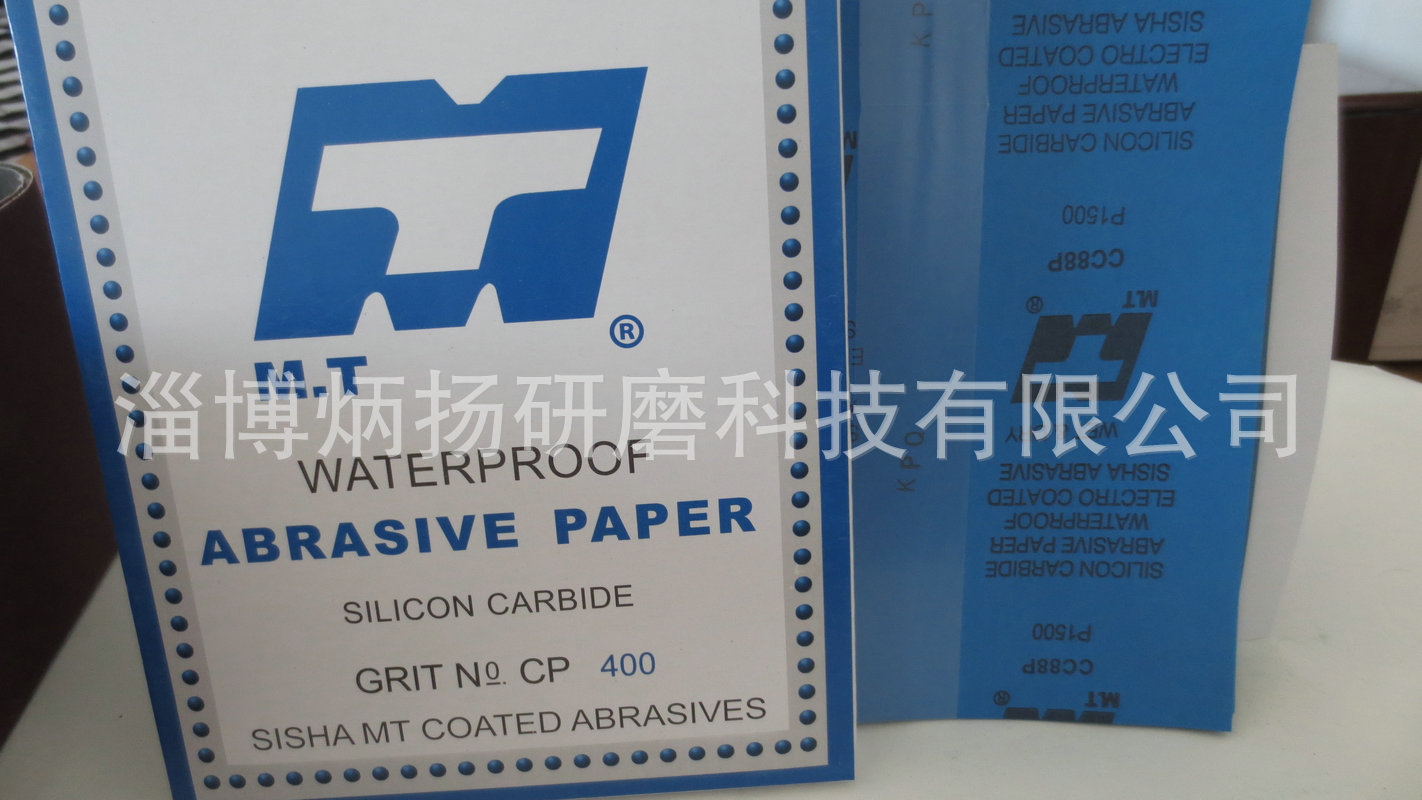 M.T
®
淄博炳扬研磨科技有限公司
WATERPROOF
ABRASIVE PAPER
SILICON CARBIDE
GRIT Nº. CP 400
SISHA MT COATED ABRASIVES
KPQ
M.T
®
CC88P
P1500
SILICON CARBIDE
ABRASIVE PAPER
WATERPROOF
ELECTRO COATED
SISHA ABRASIVE
M.T
®
CC88P
P1500
SILICON CARBIDE
ABRASIVE PAPER
WATERPROOF
ELECTRO COATED
SISHA ABRASIVE